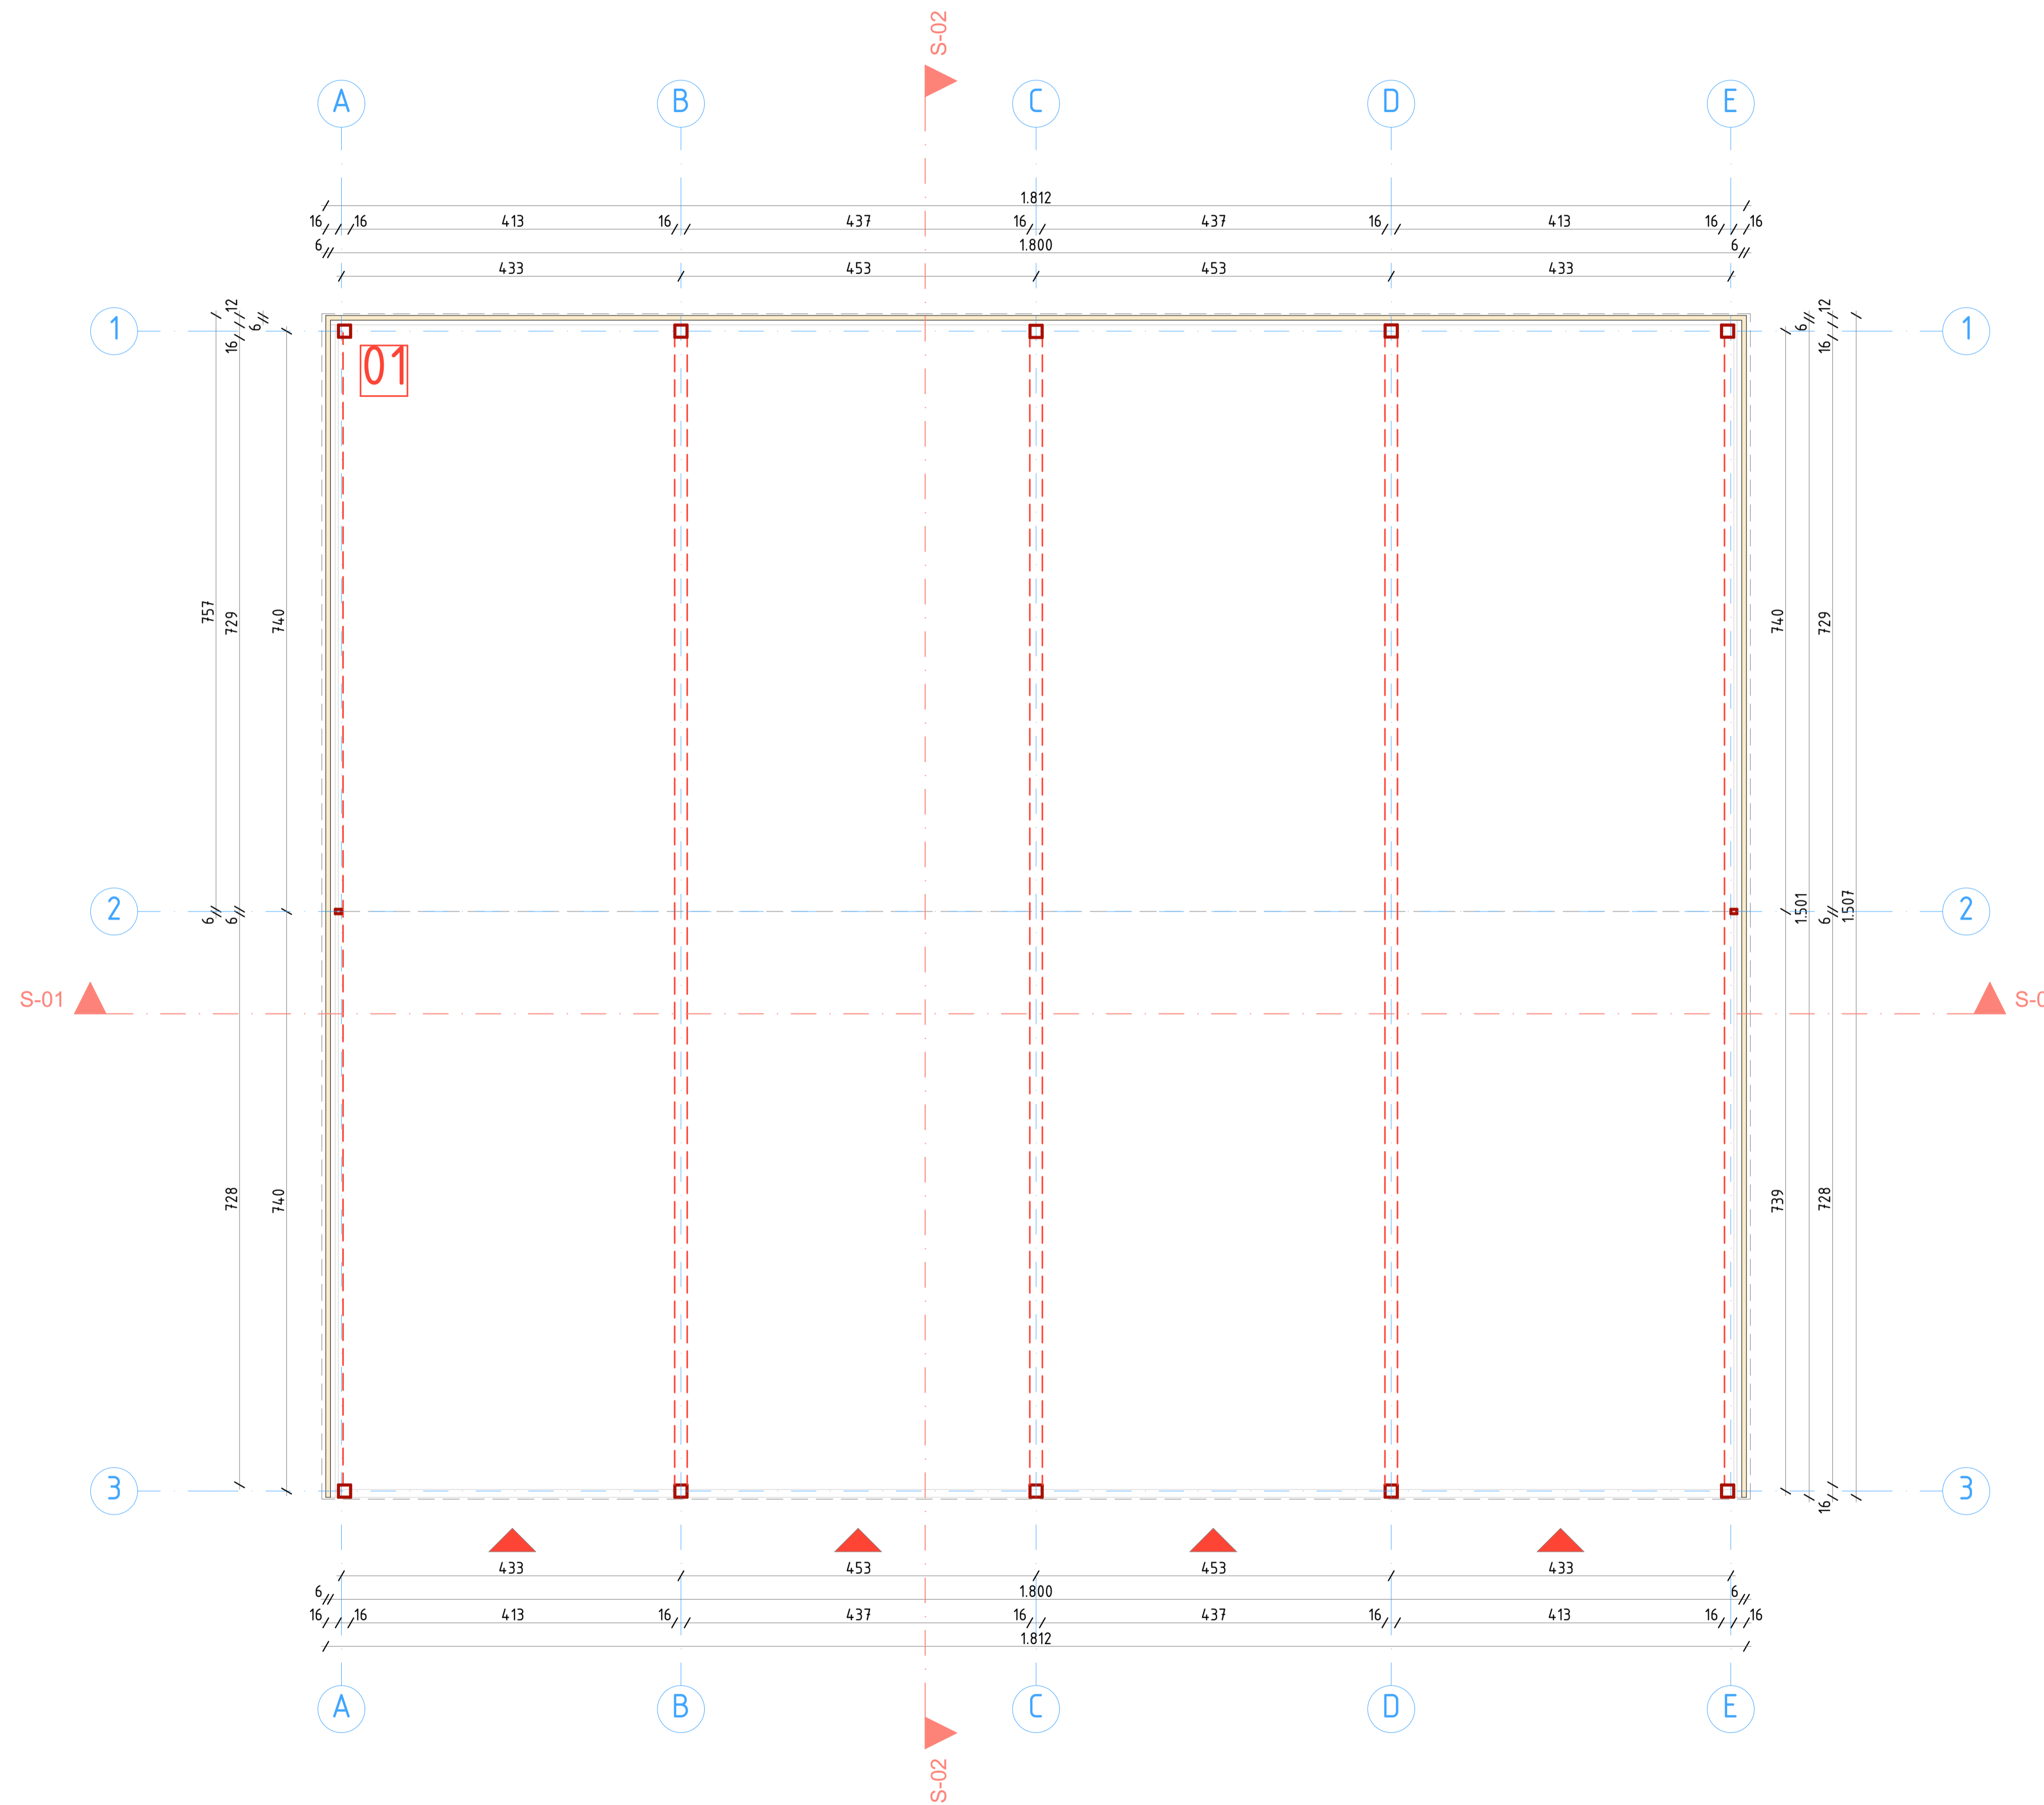 S-02
A B C D E
1.812
16 16 413 16 437 16 437 16 413 16 16
6 1.800 6
433 453 453 433
12 6 16
6 12 16
1 1
01
757 729 740
740 729
2 2
6 6
1.501 6 1.507
S-01 S-0
728 740
739 728
3 3
16
433 453 453 433
6 1.800 6
16 16 413 16 437 16 437 16 413 16 16
1.812
A B C D E
S-02